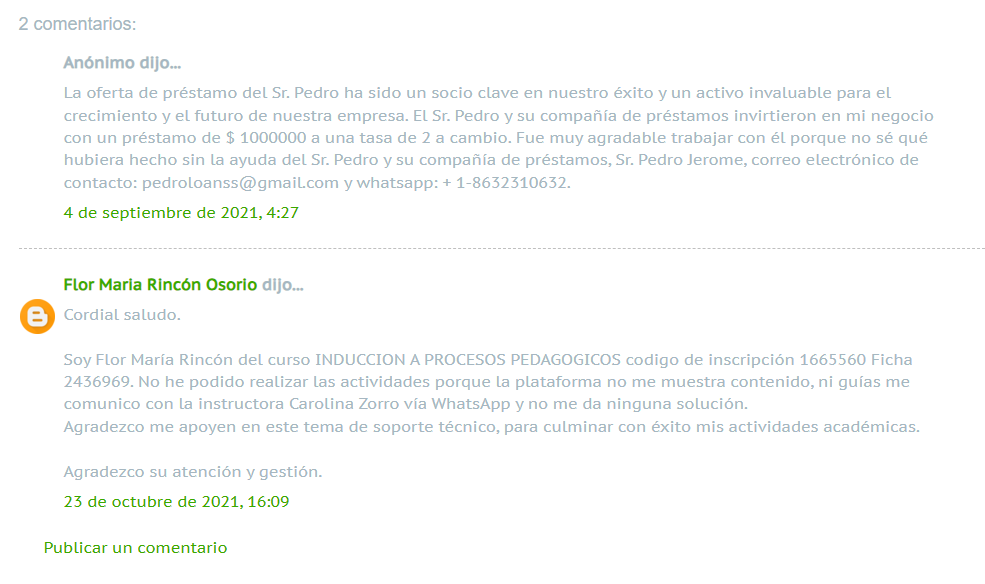 2 comentarios:
Anónimo dijo...
La oferta de préstamo del Sr. Pedro ha sido un socio clave en nuestro éxito y un activo invaluable para el
crecimiento y el futuro de nuestra empresa. El Sr. Pedro y su compañía de préstamos invirtieron en mi negocio
con un préstamo de $ 1000000 a una tasa de 2 a cambio. Fue muy agradable trabajar con él porque no sé qué
hubiera hecho sin la ayuda del Sr. Pedro y su compañía de préstamos, Sr. Pedro Jerome, correo electrónico de
contacto: pedroloanss@gmail.com y whatsapp: + 1-8632310632.
4 de septiembre de 2021, 4:27
Flor Maria Rincón Osorio dijo...
Cordial saludo.
Soy Flor María Rincón del curso INDUCCION A PROCESOS PEDAGOGICOS codigo de inscripción 1665560 Ficha
2436969. No he podido realizar las actividades porque la plataforma no me muestra contenido, ni guías me
comunico con la instructora Carolina Zorro vía WhatsApp y no me da ninguna solución.
Agradezco me apoyen en este tema de soporte técnico, para culminar con éxito mis actividades académicas.
Agradezco su atención y gestión.
23 de octubre de 2021, 16:09
Publicar un comentario